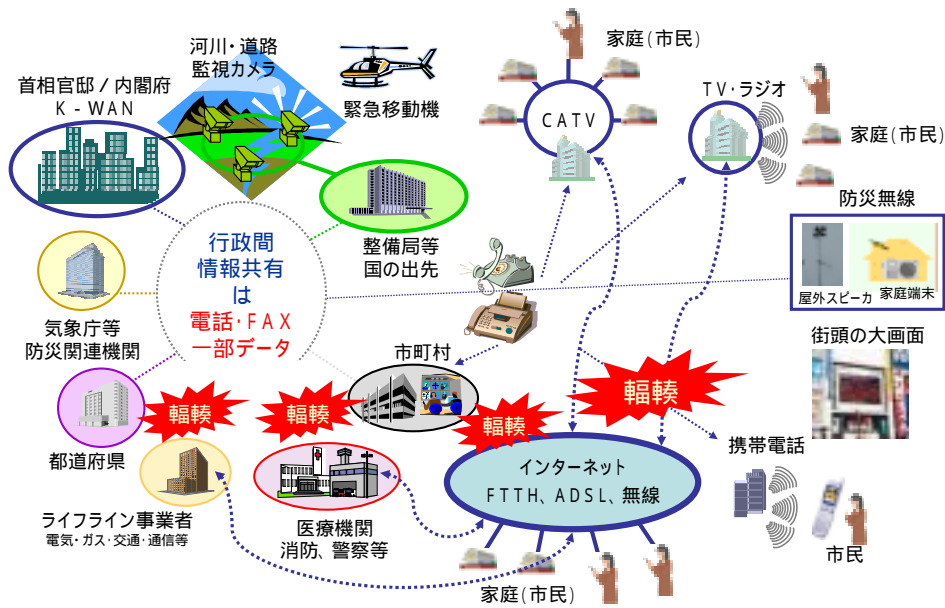 河川・道路
監視カメラ
首相官邸 / 内閣府
K - WAN
緊急移動機
家庭(市民)
CATV
TV・ラジオ
家庭(市民)
防災無線
屋外スピーカ
家庭端末
行政間
情報共有
は
電話・FAX
一部データ
整備局等
国の出先
気象庁等
防災関連機関
市町村
街頭の大画面
輻輳
輻輳
輻輳
輻輳
都道府県
携帯電話
インターネット
FTTH、ADSL、無線
ライフライン事業者
電気・ガス・交通・通信等
医療機関
消防、警察等
市民
家庭(市民)